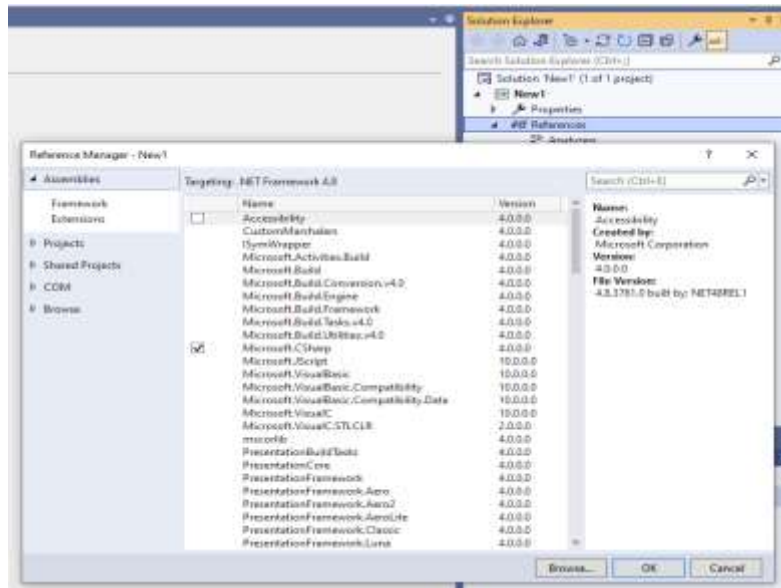 Solution Explorer
Search Solution Explorer (Ctrl+;)
Solution 'New1' (1 of 1 project)
New1
Properties
References
Analyzers
Reference Manager - New1
? ×
Assemblies
Framework
Extensions
Projects
Shared Projects
COM
Browse
Targeting: .NET Framework 4.8
Search (Ctrl+E)
Name Version
Accessibility 4.0.0.0
CustomMarshalers 4.0.0.0
ISymWrapper 4.0.0.0
Microsoft.Activities.Build 4.0.0.0
Microsoft.Build 4.0.0.0
Microsoft.Build.Conversion.v4.0 4.0.0.0
Microsoft.Build.Engine 4.0.0.0
Microsoft.Build.Framework 4.0.0.0
Microsoft.Build.Tasks.v4.0 4.0.0.0
Microsoft.Build.Utilities.v4.0 4.0.0.0
Microsoft.CSharp 4.0.0.0
Microsoft.JScript 10.0.0.0
Microsoft.VisualBasic 10.0.0.0
Microsoft.VisualBasic.Compatibility 10.0.0.0
Microsoft.VisualBasic.Compatibility.Data 10.0.0.0
Microsoft.VisualC 10.0.0.0
Microsoft.VisualC.STLCLR 2.0.0.0
mscorlib 4.0.0.0
PresentationBuildTasks 4.0.0.0
PresentationCore 4.0.0.0
PresentationFramework 4.0.0.0
PresentationFramework.Aero 4.0.0.0
PresentationFramework.Aero2 4.0.0.0
PresentationFramework.AeroLite 4.0.0.0
PresentationFramework.Classic 4.0.0.0
PresentationFramework.Luna 4.0.0.0
Name:
Accessibility
Created by:
Microsoft Corporation
Version:
4.0.0.0
File Version:
4.8.3761.0 built by: NET48REL1
Browse... OK Cancel